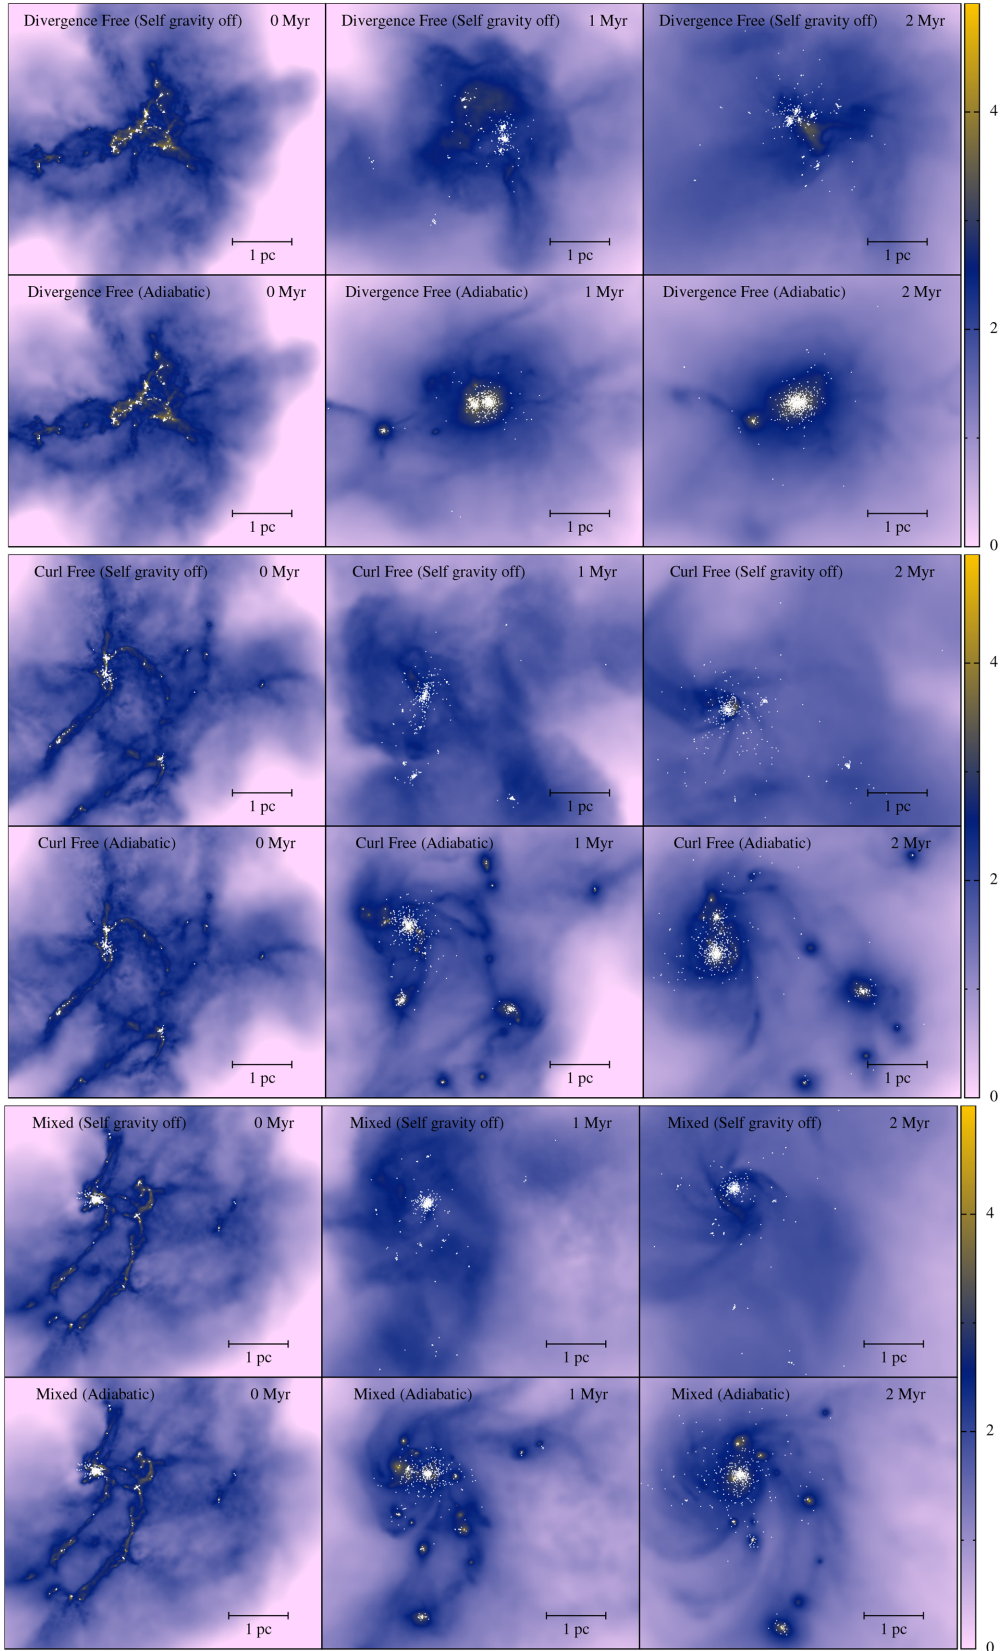 Divergence Free (Self gravity off) 0 Myr Divergence Free (Self gravity off) 1 Myr Divergence Free (Self gravity off) 2 Myr
4
1 pc 1 pc 1 pc
Divergence Free (Adiabatic) 0 Myr Divergence Free (Adiabatic) 1 Myr Divergence Free (Adiabatic) 2 Myr
2
1 pc 1 pc 1 pc
0
Curl Free (Self gravity off) 0 Myr Curl Free (Self gravity off) 1 Myr Curl Free (Self gravity off) 2 Myr
4
1 pc 1 pc 1 pc
Curl Free (Adiabatic) 0 Myr Curl Free (Adiabatic) 1 Myr Curl Free (Adiabatic) 2 Myr
2
1 pc 1 pc 1 pc
0
Mixed (Self gravity off) 0 Myr Mixed (Self gravity off) 1 Myr Mixed (Self gravity off) 2 Myr
4
1 pc 1 pc 1 pc
Mixed (Adiabatic) 0 Myr Mixed (Adiabatic) 1 Myr Mixed (Adiabatic) 2 Myr
2
1 pc 1 pc 1 pc
0